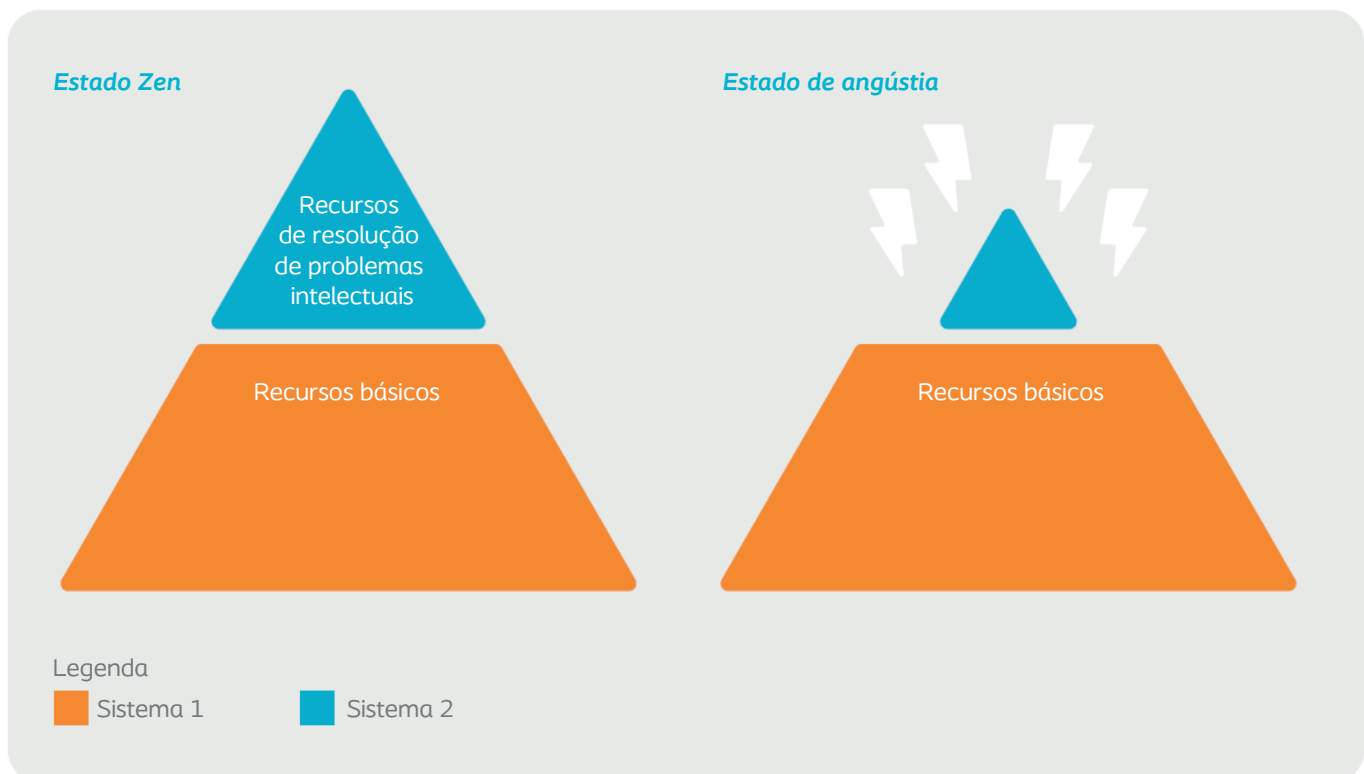 Estado Zen
Estado de angústia
Recursos
de resolução
de problemas
intelectuais
Recursos básicos
Recursos básicos
Legenda
Sistema 1
Sistema 2